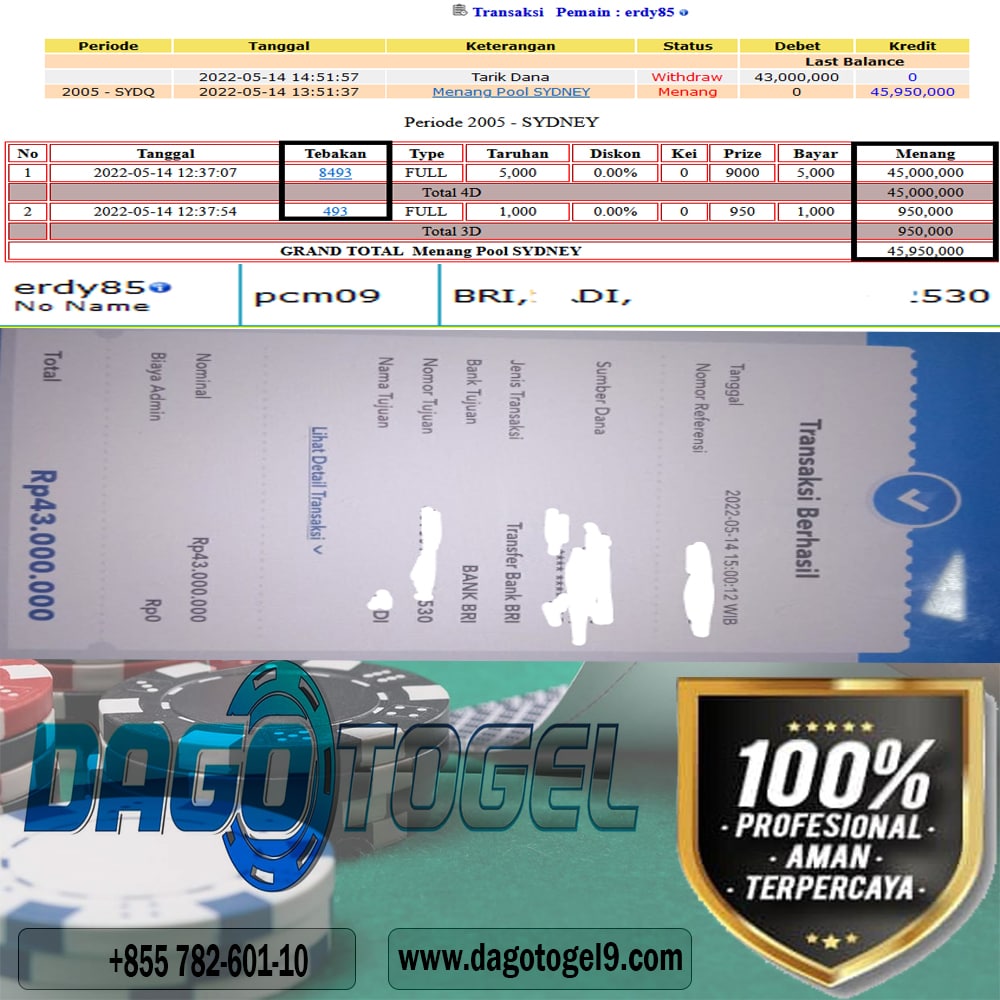 Transaksi Pemain : erdy85
Periode Tanggal Keterangan Status Debet Kredit
Last Balance
2022-05-14 14:51:57 Tarik Dana Withdraw 43,000,000 0
2005 - SYDQ 2022-05-14 13:51:37 Menang Pool SYDNEY Menang 0 45,950,000
Periode 2005 - SYDNEY
No Tanggal Tebakan Type Taruhan Diskon Kei Prize Bayar Menang
1 2022-05-14 12:37:07 8493 FULL 5,000 0.00% 0 9000 5,000 45,000,000
Total 4D 45,000,000
2 2022-05-14 12:37:54 493 FULL 1,000 0.00% 0 950 1,000 950,000
Total 3D 950,000
GRAND TOTAL Menang Pool SYDNEY 45,950,000
erdy85 pcm09 BRI, DI, 530
No Name
Transaksi Berhasil
Tanggal 2022-05-14 15:00:12 WIB
Nomor Referensi
Sumber Dana
**** ****
Jenis Transaksi Transfer Bank BRI
Bank Tujuan BANK BRI
Nomor Tujuan 530
Nama Tujuan DI
Lihat Detail Transaksi
Nominal Rp43.000.000
Biaya Admin Rp0
Total Rp43.000.000
DAGOTOGEL
100%
· PROFESIONAL ·
· AMAN ·
· TERPERCAYA ·
+855 782-601-10
www.dagotogel9.com